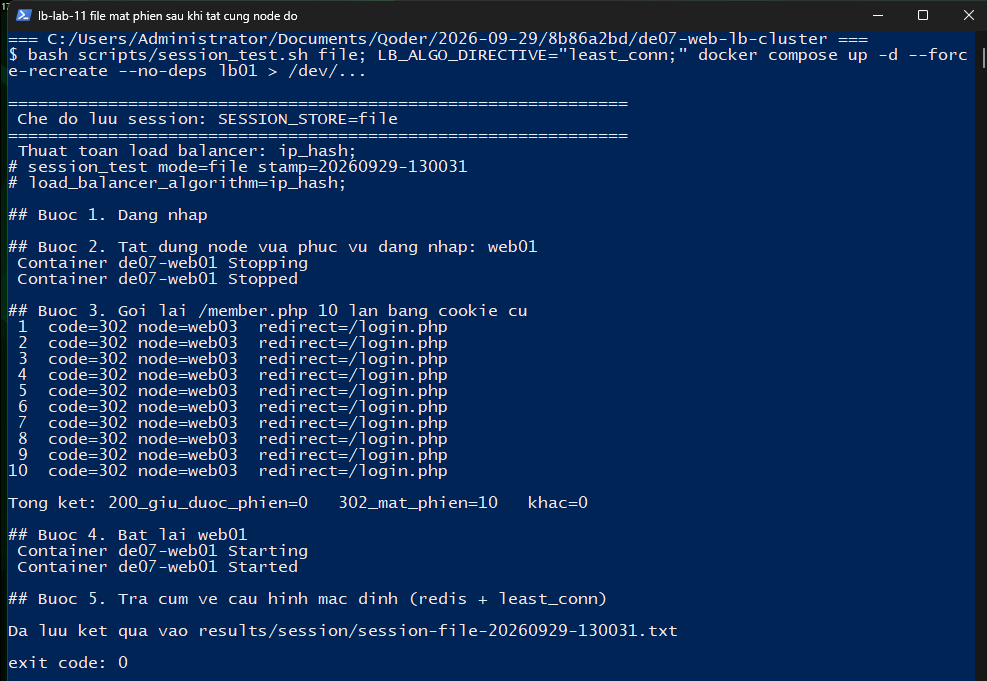 lb-lab-11 file mat phien sau khi tat cung node do
=== C:/Users/Administrator/Documents/Qoder/2026-09-29/8b86a2bd/de07-web-lb-cluster ===
$ bash scripts/session_test.sh file; LB_ALGO_DIRECTIVE="least_conn;" docker compose up -d --forc
e-recreate --no-deps lb01 > /dev/...
==============================================================
Che do luu session: SESSION_STORE=file
==============================================================
Thuat toan load balancer: ip_hash;
# session_test mode=file stamp=20260929-130031
# load_balancer_algorithm=ip_hash;
## Buoc 1. Dang nhap
## Buoc 2. Tat dung node vua phuc vu dang nhap: web01
Container de07-web01 Stopping
Container de07-web01 Stopped
## Buoc 3. Goi lai /member.php 10 lan bang cookie cu
1 code=302 node=web03 redirect=/login.php
2 code=302 node=web03 redirect=/login.php
3 code=302 node=web03 redirect=/login.php
4 code=302 node=web03 redirect=/login.php
5 code=302 node=web03 redirect=/login.php
6 code=302 node=web03 redirect=/login.php
7 code=302 node=web03 redirect=/login.php
8 code=302 node=web03 redirect=/login.php
9 code=302 node=web03 redirect=/login.php
10 code=302 node=web03 redirect=/login.php
Tong ket: 200_giu_duoc_phien=0 302_mat_phien=10 khac=0
## Buoc 4. Bat lai web01
Container de07-web01 Starting
Container de07-web01 Started
## Buoc 5. Tra cum ve cau hinh mac dinh (redis + least_conn)
Da luu ket qua vao results/session/session-file-20260929-130031.txt
exit code: 0